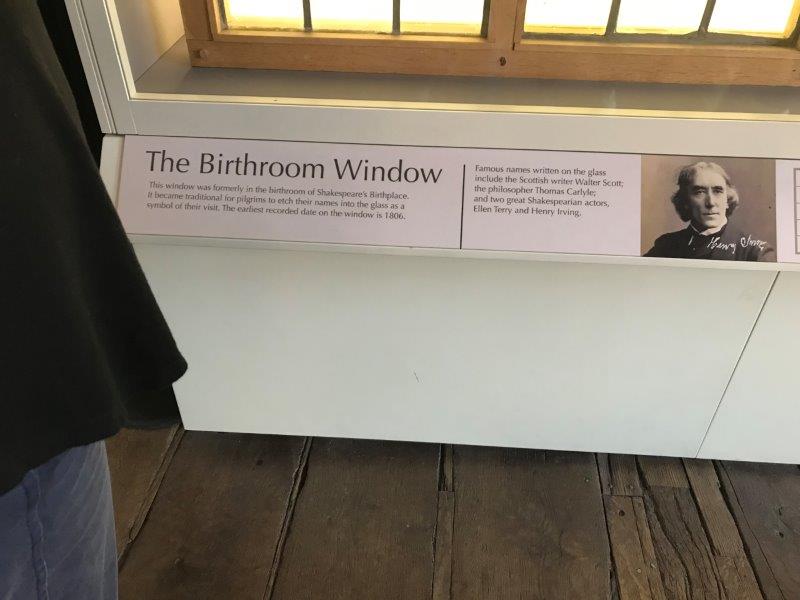 The Birthroom Window
This window was formerly in the birthroom of Shakespeare's Birthplace.
It became traditional for pilgrims to etch their names into the glass as a
symbol of their visit. The earliest recorded date on the window is 1806.
Famous names written on the glass
include the Scottish writer Walter Scott;
the philosopher Thomas Carlyle;
and two great Shakespearian actors,
Ellen Terry and Henry Irving.
Henry Irving